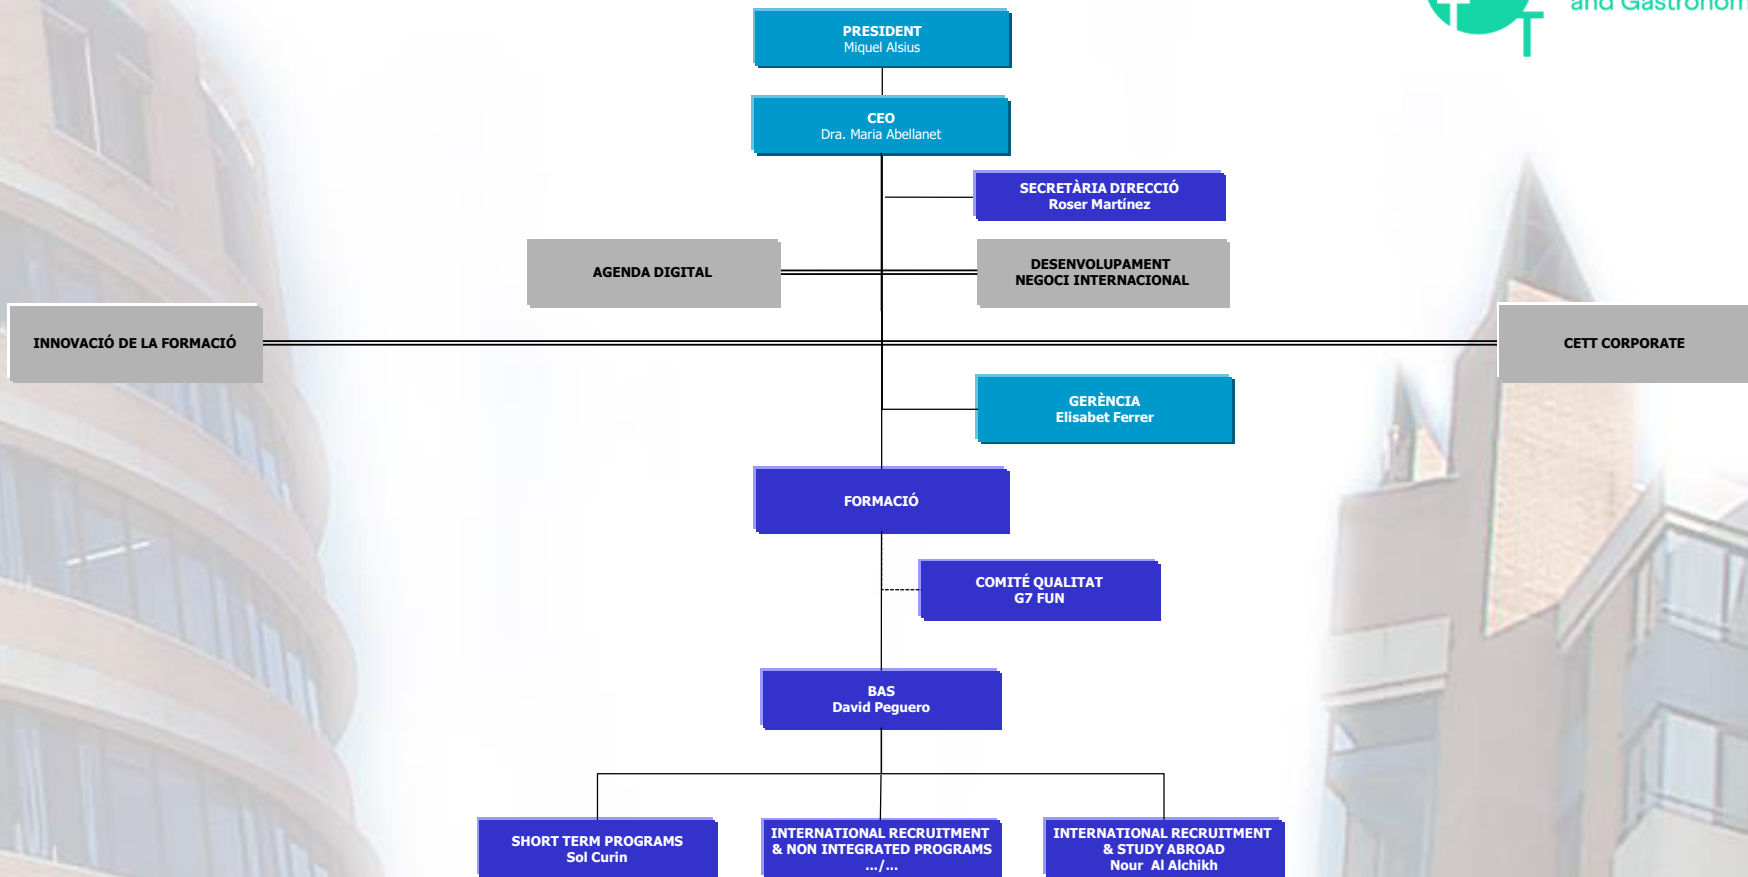 and Gastronom
PRESIDENT
Miquel Alsius
CEO
Dra. Maria Abellanet
SECRETÀRIA DIRECCIÓ
Roser Martínez
AGENDA DIGITAL
DESENVOLUPAMENT
NEGOCI INTERNACIONAL
INNOVACIÓ DE LA FORMACIÓ
CETT CORPORATE
GERÈNCIA
Elisabet Ferrer
FORMACIÓ
COMITÉ QUALITAT
G7 FUN
BAS
David Peguero
SHORT TERM PROGRAMS
Sol Curin
INTERNATIONAL RECRUITMENT
& NON INTEGRATED PROGRAMS
.../...
INTERNATIONAL RECRUITMENT
& STUDY ABROAD
Nour Al Alchikh